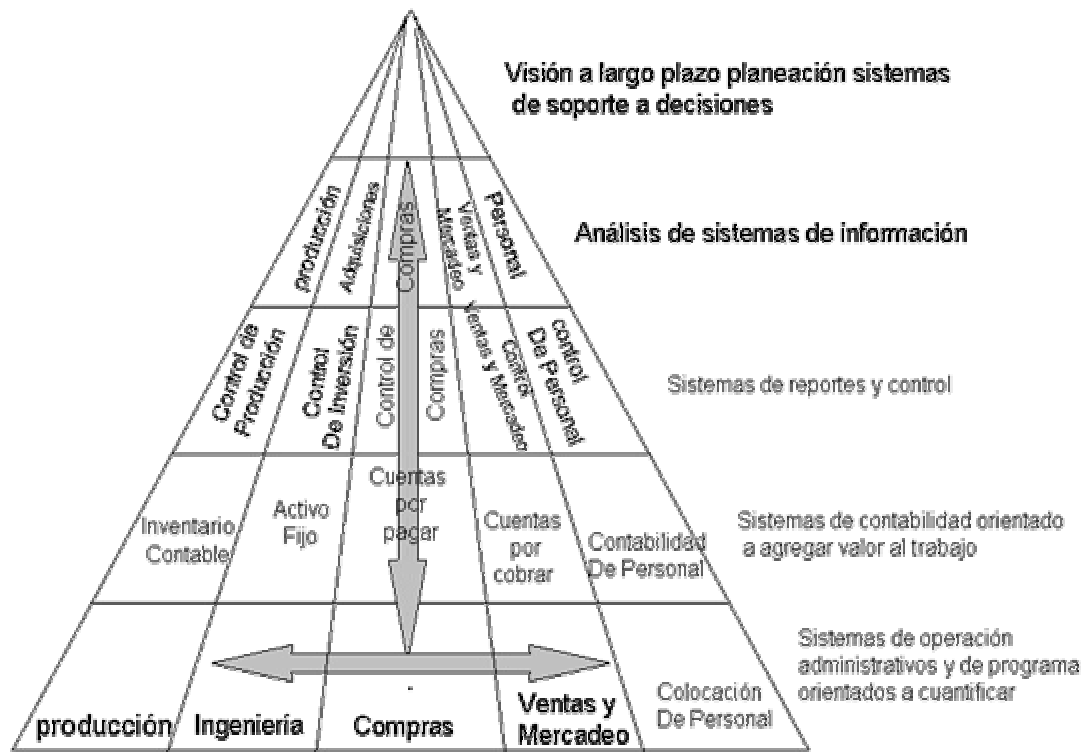 Visión a largo plazo planeación sistemas
de soporte a decisiones
producción
Adquisiciones
Compras
Ventas y
Mercadeo
Personal
Análisis de sistemas de información
Control de
Producción
Control
De Inversión
Control de
Compras
Control
Ventas y Mercadeo
control
De Personal
Sistemas de reportes y control
Inventario
Contable
Activo
Fijo
Cuentas
por
pagar
Cuentas
por
cobrar
Contabilidad
De Personal
Sistemas de contabilidad orientado
a agregar valor al trabajo
producción
Ingeniería
Compras
Ventas y
Mercadeo
Colocación
De Personal
Sistemas de operación
administrativos y de programa
orientados a cuantificar